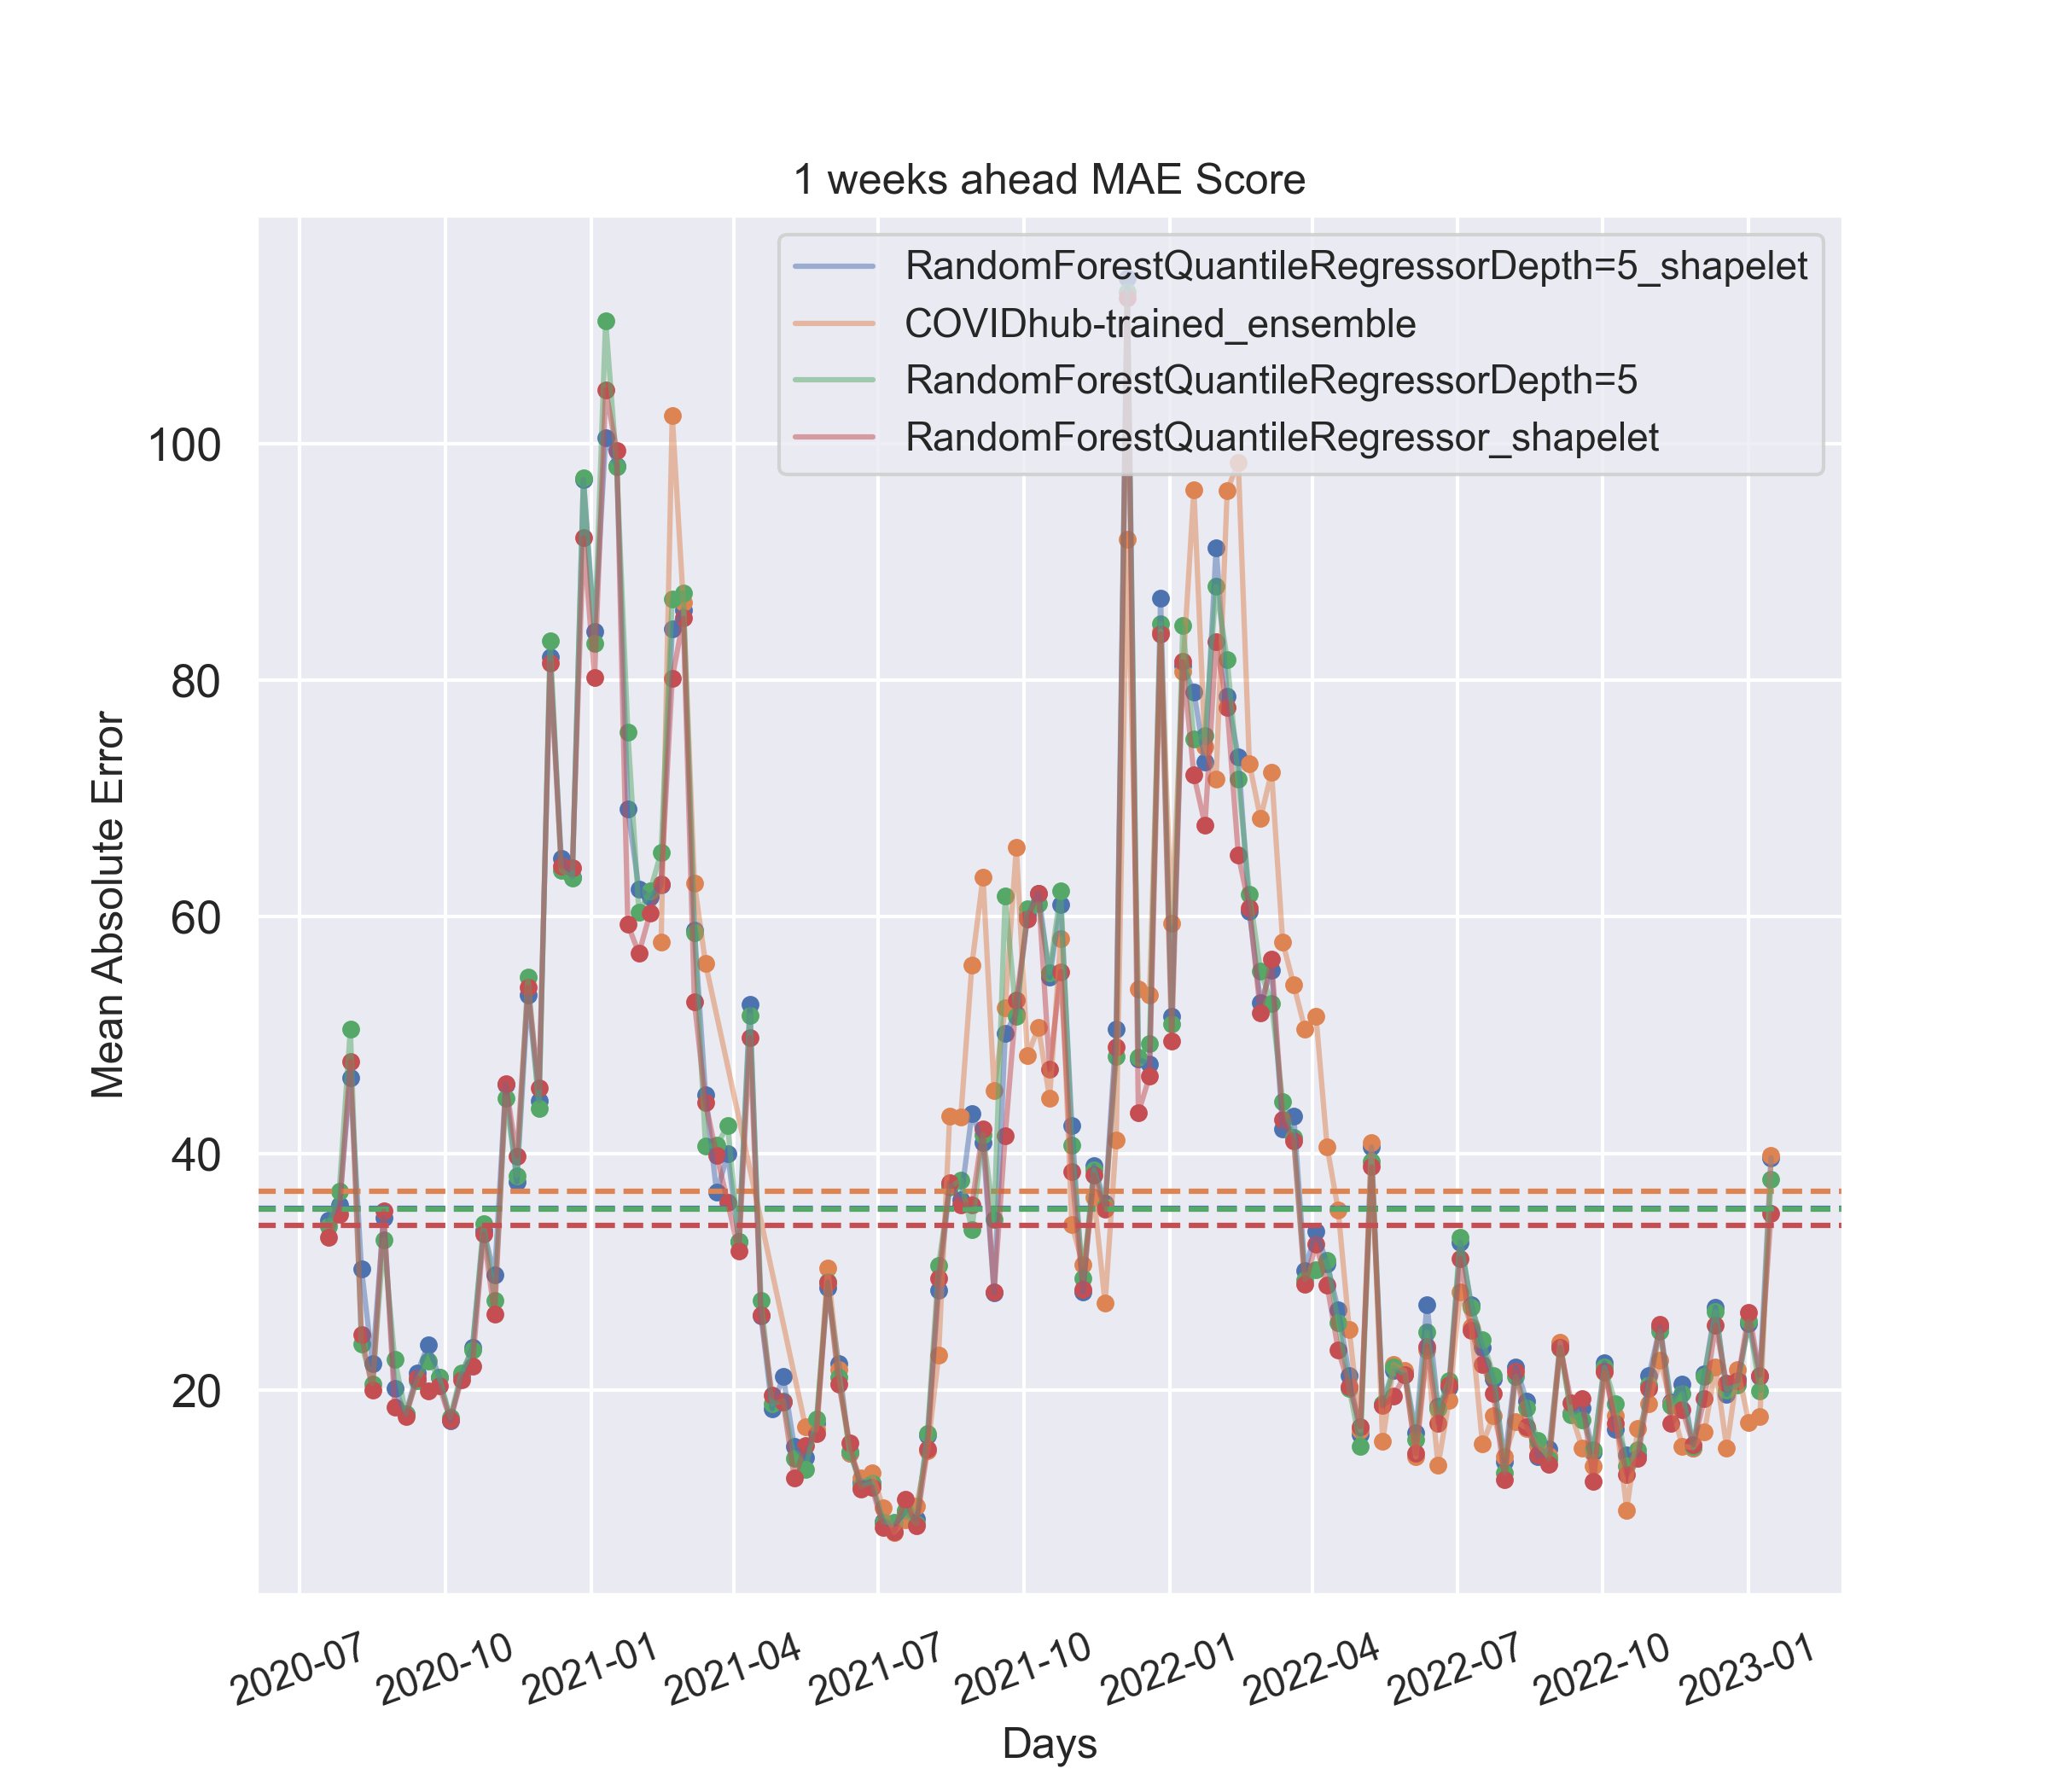 1 weeks ahead MAE Score
RandomForestQuantileRegressorDepth=5_shapelet
COVIDhub-trained_ensemble
RandomForestQuantileRegressorDepth=5
RandomForestQuantileRegressor_shapelet
Mean Absolute Error
100
80
60
40
20
2020-07
2020-10
2021-01
2021-04
2021-07
2021-10
2022-01
2022-04
2022-07
2022-10
2023-01
Days